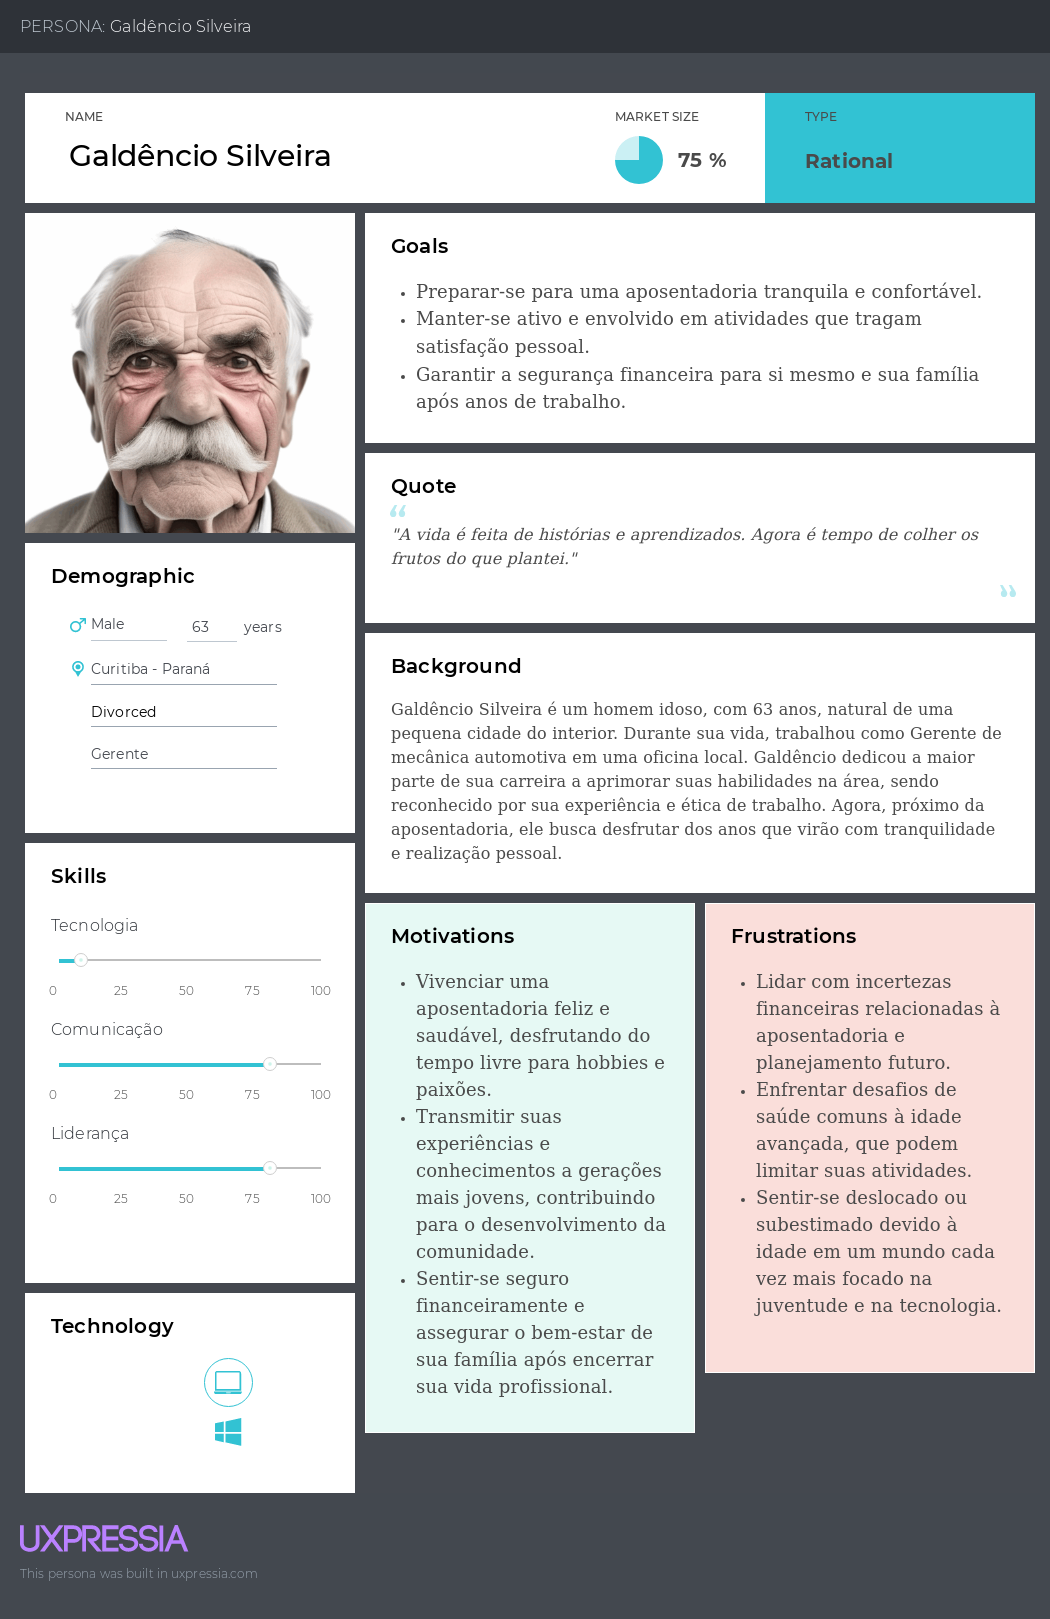 PERSONA: Galdêncio Silveira
NAME
Galdêncio Silveira
MARKET SIZE
75 %
TYPE
Rational
Goals
• Preparar-se para uma aposentadoria tranquila e confortável.
• Manter-se ativo e envolvido em atividades que tragam
satisfação pessoal.
• Garantir a segurança financeira para si mesmo e sua família
após anos de trabalho.
Quote
“
"A vida é feita de histórias e aprendizados. Agora é tempo de colher os
frutos do que plantei."
”
Demographic
Male 63 years
Curitiba - Paraná
Divorced
Gerente
Background
Galdêncio Silveira é um homem idoso, com 63 anos, natural de uma
pequena cidade do interior. Durante sua vida, trabalhou como Gerente de
mecânica automotiva em uma oficina local. Galdêncio dedicou a maior
parte de sua carreira a aprimorar suas habilidades na área, sendo
reconhecido por sua experiência e ética de trabalho. Agora, próximo da
aposentadoria, ele busca desfrutar dos anos que virão com tranquilidade
e realização pessoal.
Skills
Tecnologia
0 25 50 75 100
Comunicação
0 25 50 75 100
Liderança
0 25 50 75 100
Technology
Motivations
• Vivenciar uma
aposentadoria feliz e
saudável, desfrutando do
tempo livre para hobbies e
paixões.
• Transmitir suas
experiências e
conhecimentos a gerações
mais jovens, contribuindo
para o desenvolvimento da
comunidade.
• Sentir-se seguro
financeiramente e
assegurar o bem-estar de
sua família após encerrar
sua vida profissional.
Frustrations
• Lidar com incertezas
financeiras relacionadas à
aposentadoria e
planejamento futuro.
• Enfrentar desafios de
saúde comuns à idade
avançada, que podem
limitar suas atividades.
• Sentir-se deslocado ou
subestimado devido à
idade em um mundo cada
vez mais focado na
juventude e na tecnologia.
UXPRESSIA
This persona was built in uxpressia.com